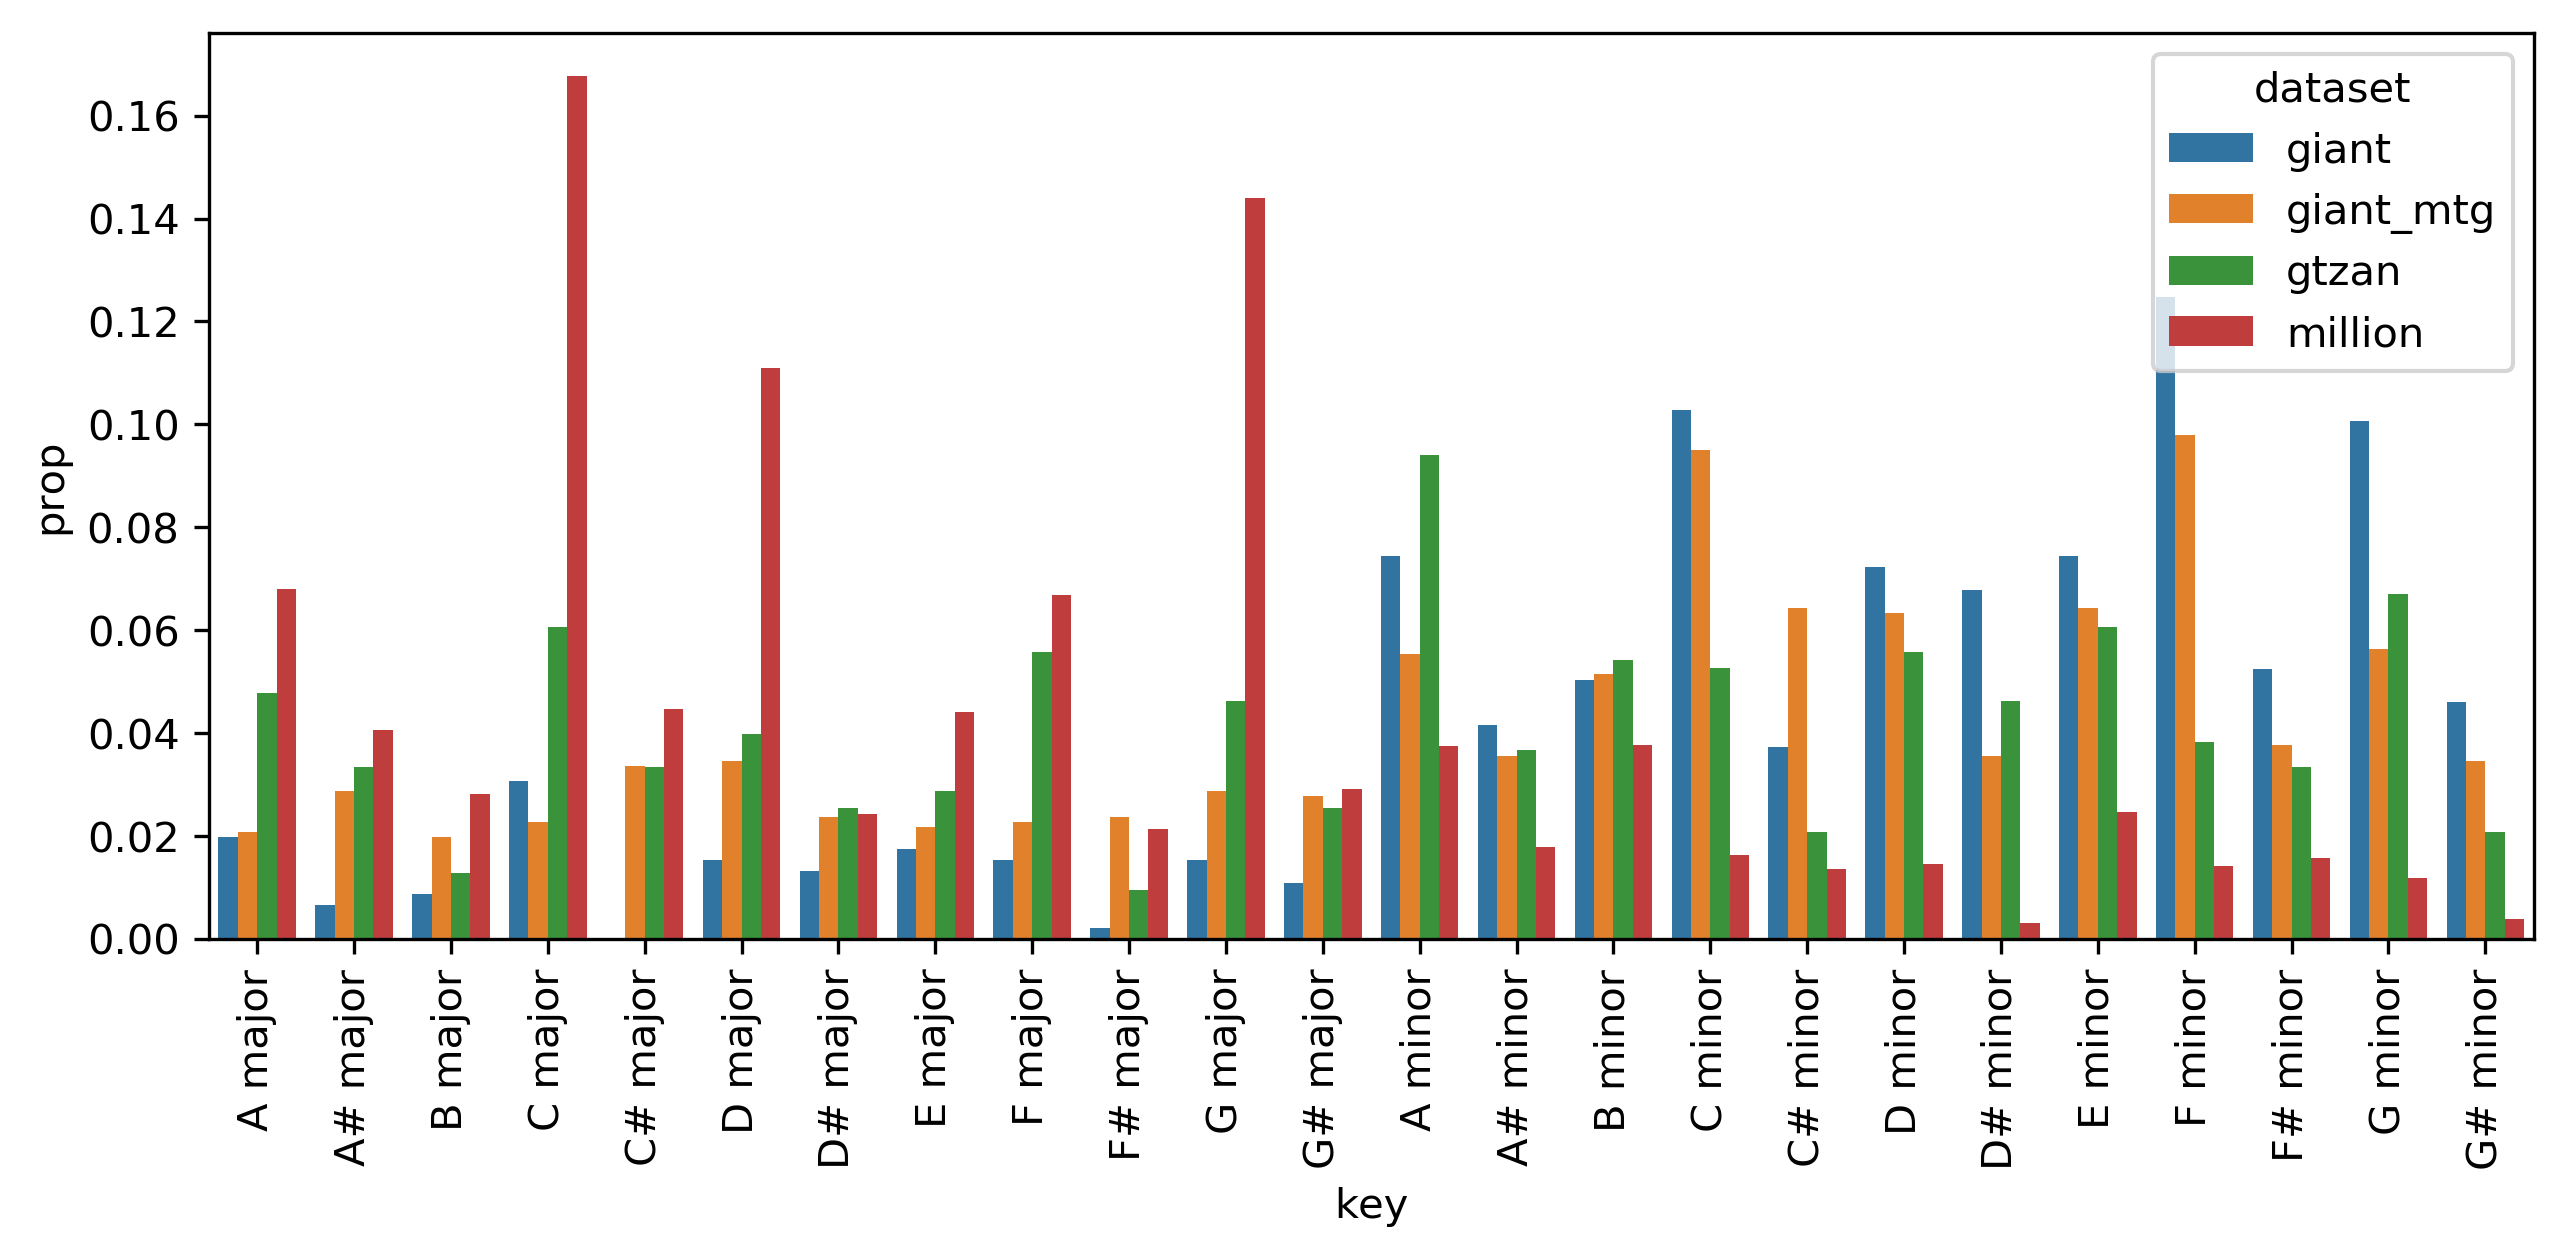 dataset
giant
giant_mtg
gtzan
million
prop
0.16
0.14
0.12
0.10
0.08
0.06
0.04
0.02
0.00
A major
A# major
B major
C major
C# major
D major
D# major
E major
F major
F# major
G major
G# major
A minor
A# minor
B minor
C minor
C# minor
D minor
D# minor
E minor
F minor
F# minor
G minor
G# minor
key